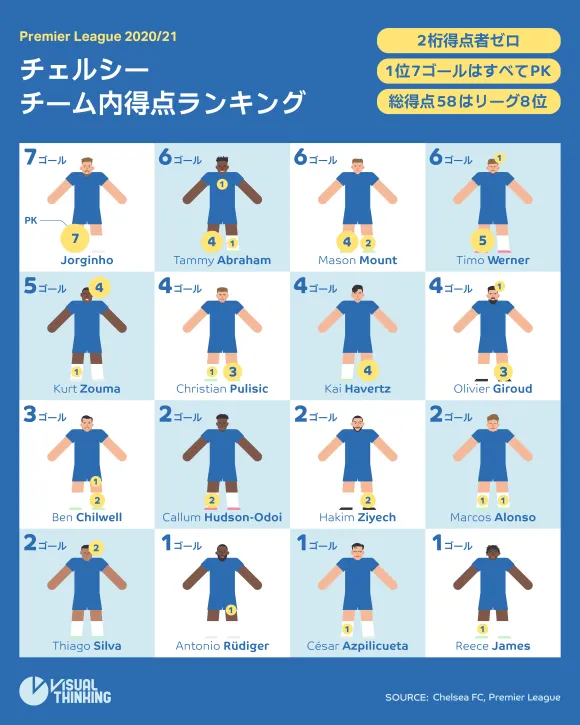 Premier League 2020/21
チェルシー
チーム内得点ランキング
2桁得点者ゼロ
1位7ゴールはすべてPK
総得点58はリーグ8位
7ゴール
PK
7
Jorginho
6ゴール
1
4
1
Tammy Abraham
6ゴール
4
2
Mason Mount
6ゴール
1
5
Timo Werner
5ゴール
4
1
Kurt Zouma
4ゴール
1
3
Christian Pulisic
4ゴール
4
Kai Havertz
4ゴール
1
3
Olivier Giroud
3ゴール
1
2
Ben Chilwell
2ゴール
2
Callum Hudson-Odoi
2ゴール
2
Hakim Ziyech
2ゴール
1
1
Marcos Alonso
2ゴール
2
Thiago Silva
1ゴール
1
Antonio Rüdiger
1ゴール
1
César Azpilicueta
1ゴール
1
Reece James
VISUAL
THINKING
SOURCE: Chelsea FC, Premier League